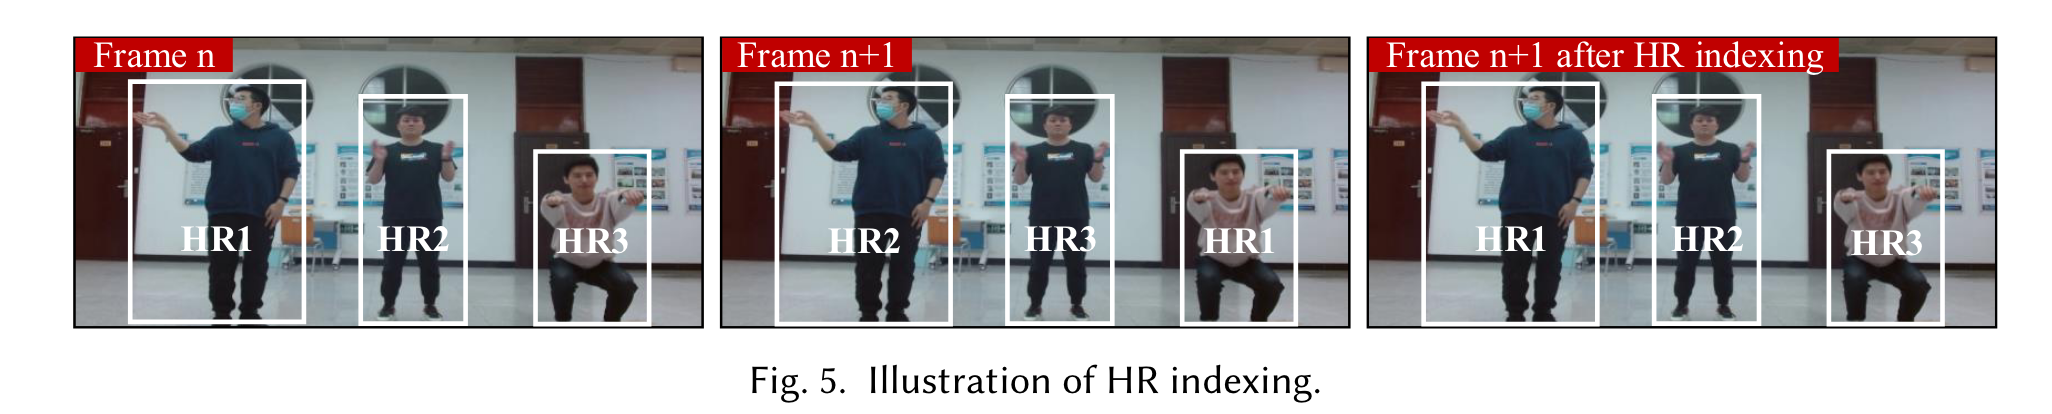 Frame n
HR1 HR2 HR3
Frame n+1
HR2 HR3 HR1
Frame n+1 after HR indexing
HR1 HR2 HR3
Fig. 5. Illustration of HR indexing.